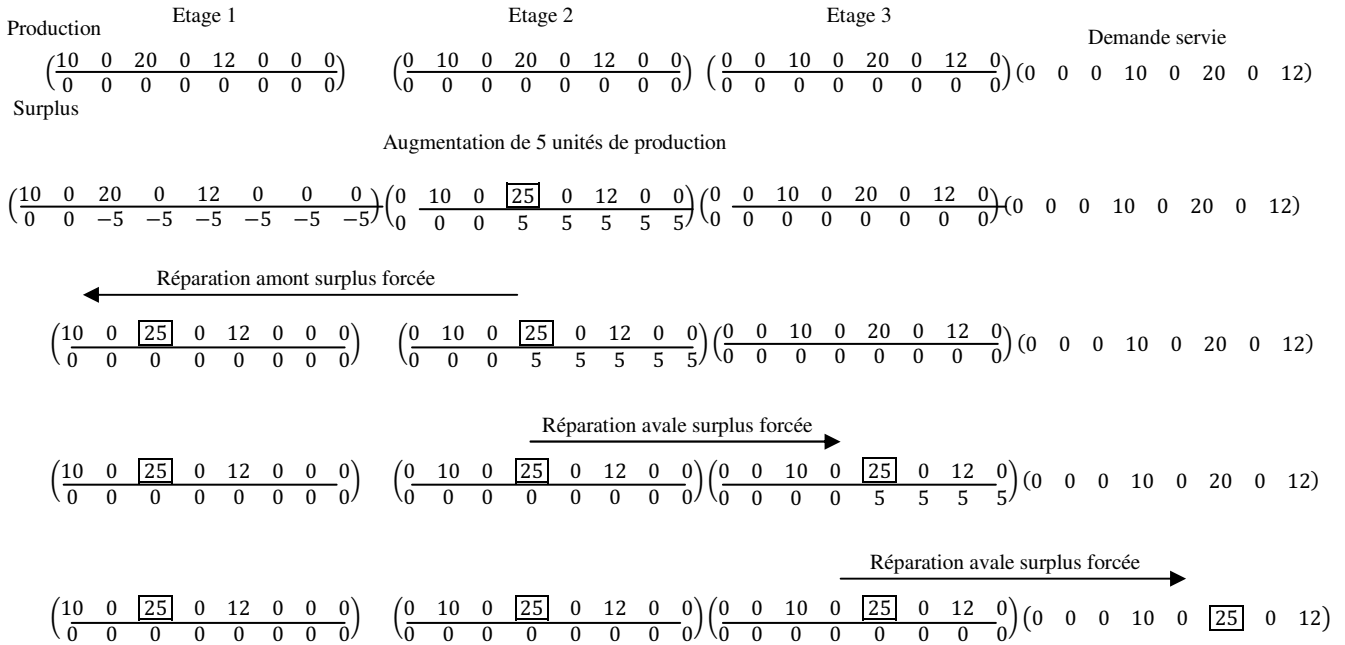 Etage 1 Etage 2 Etage 3
Production
Demande servie
(10 0 20 0 12 0 0 0) (0 10 0 20 0 12 0 0) (0 0 10 0 20 0 12 0) (0 0 0 10 0 20 0 12)
0 0 0 0 0 0 0 0 0 0 0 0 0 0 0 0 0 0 0 0 0 0 0 0
Surplus
Augmentation de 5 unités de production
(10 0 20 0 12 0 0 0) (0 10 0 25 0 12 0 0) (0 0 10 0 20 0 12 0) (0 0 0 10 0 20 0 12)
0 0 −5 −5 −5 −5 −5 −5 0 0 0 5 5 5 5 5 0 0 0 0 0 0 0 0
Réparation amont surplus forcée
(10 0 25 0 12 0 0 0) (0 10 0 25 0 12 0 0) (0 0 10 0 20 0 12 0) (0 0 0 10 0 20 0 12)
0 0 0 0 0 0 0 0 0 0 0 5 5 5 5 5 0 0 0 0 0 0 0 0
Réparation avale surplus forcée
(10 0 25 0 12 0 0 0) (0 10 0 25 0 12 0 0) (0 0 10 0 25 0 12 0) (0 0 0 10 0 20 0 12)
0 0 0 0 0 0 0 0 0 0 0 0 0 0 0 0 0 0 0 0 5 5 5 5
Réparation avale surplus forcée
(10 0 25 0 12 0 0 0) (0 10 0 25 0 12 0 0) (0 0 10 0 25 0 12 0) (0 0 0 10 0 25 0 12)
0 0 0 0 0 0 0 0 0 0 0 0 0 0 0 0 0 0 0 0 0 0 0 0